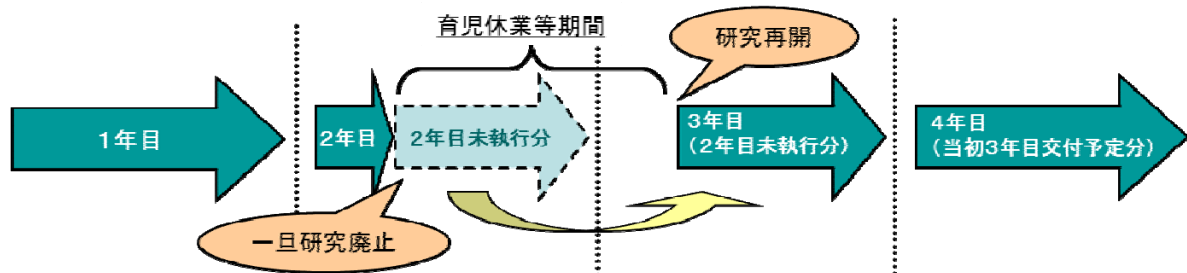 育児休業等期間
研究再開
1年目
2年目
2年目未執行分
3年目
(2年目未執行分)
4年目
(当初3年目交付予定分)
一旦研究廃止